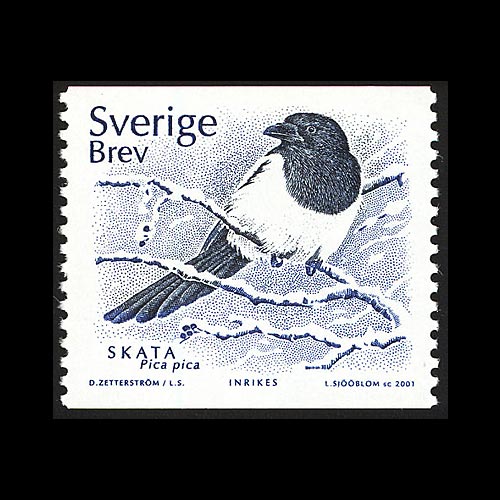 Sverige
Brev
SKATA
Pica pica
D.ZETTERSTRÖM / L.S. INRIKES L.SJÖÖBLOM SC 2001